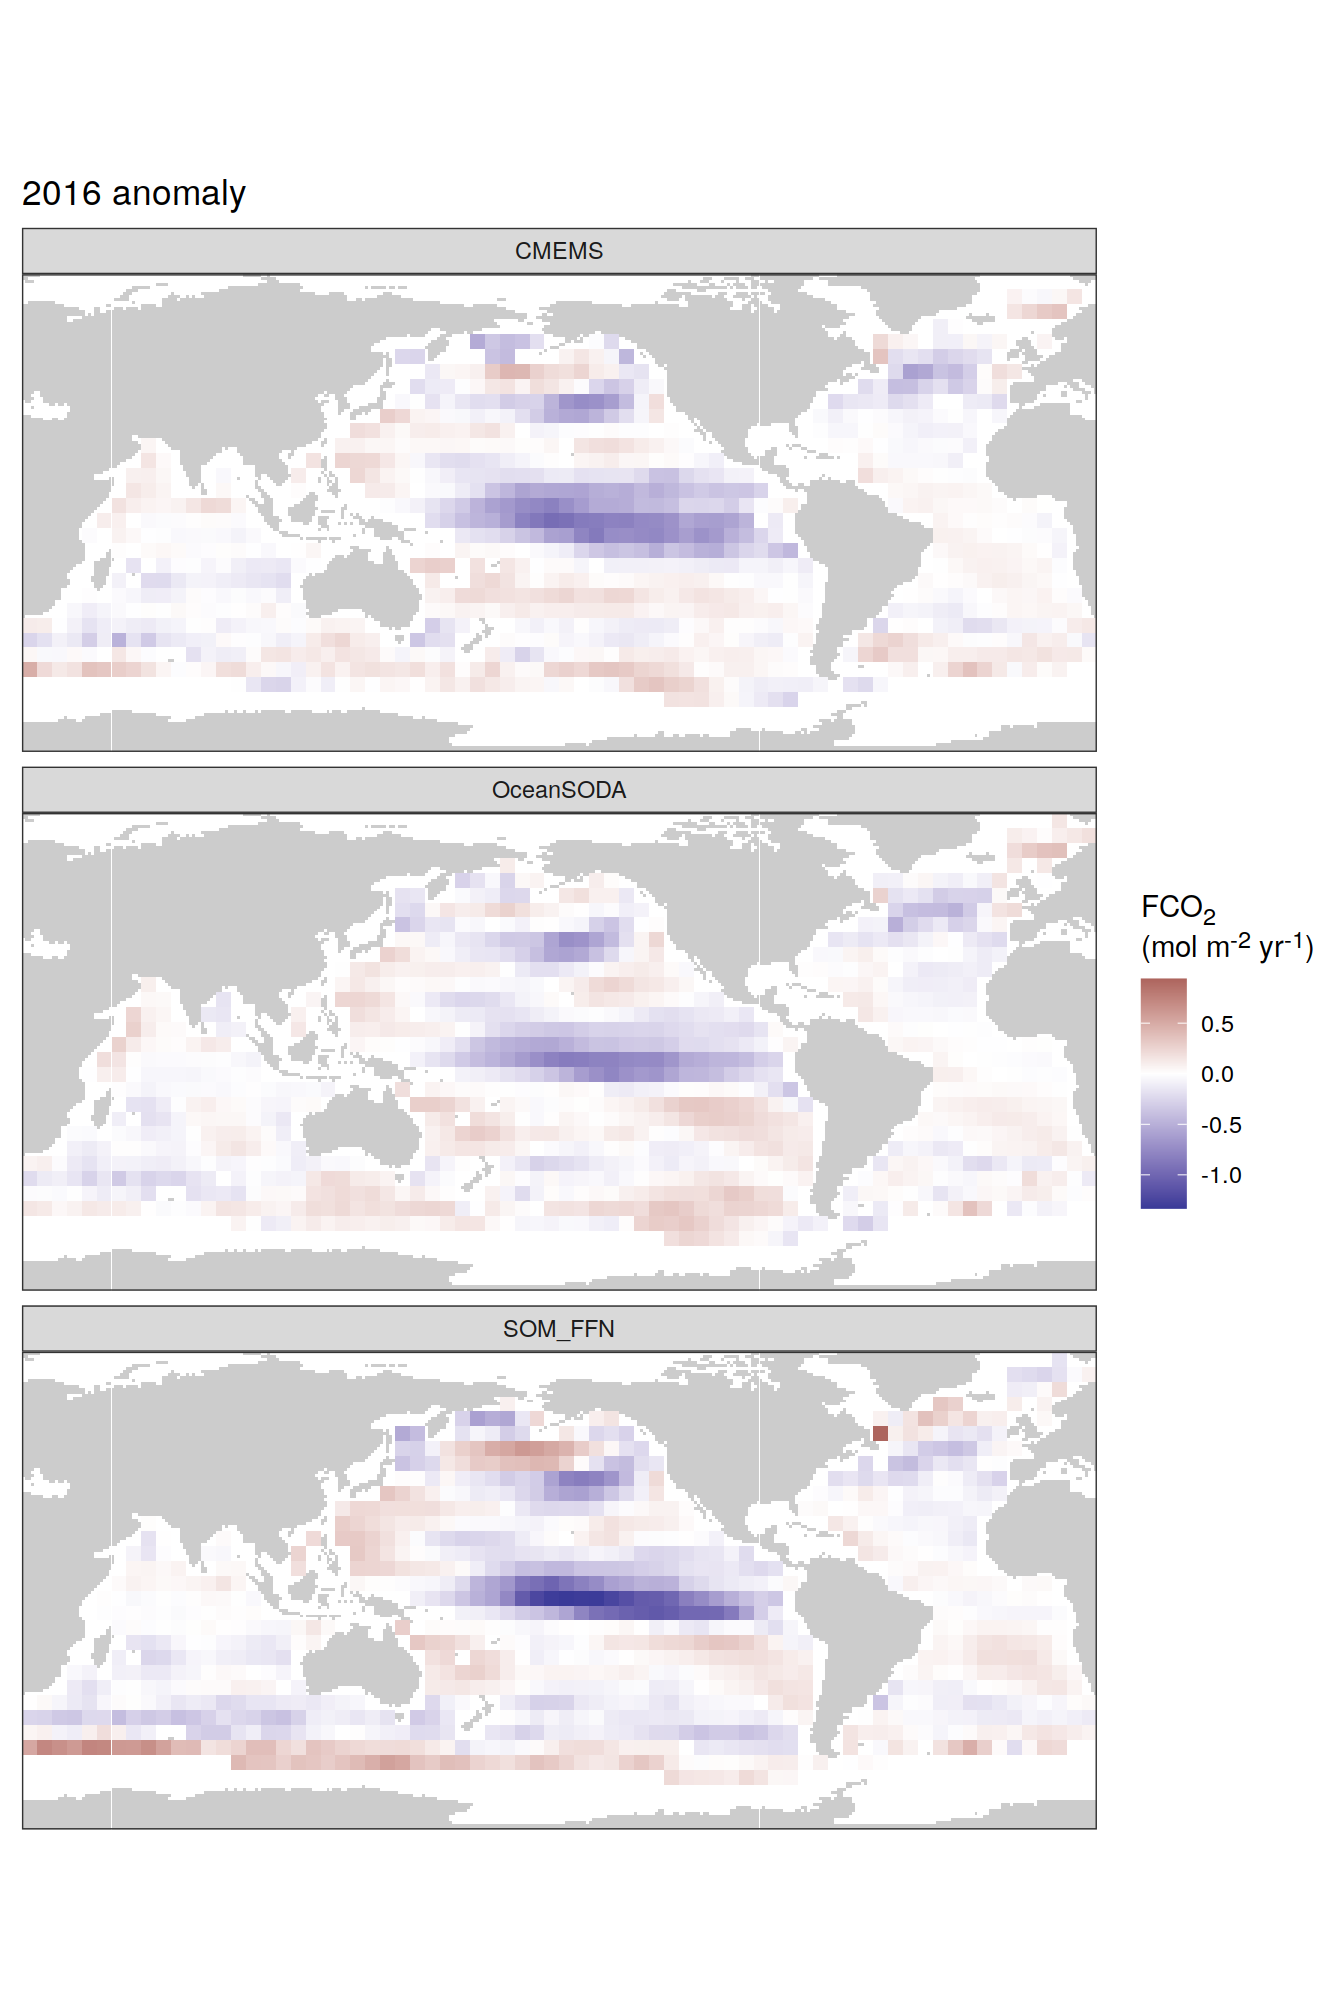 2016 anomaly
CMEMS
OceanSODA
FCO₂
(mol m⁻² yr⁻¹)
0.5
0.0
-0.5
-1.0
SOM_FFN